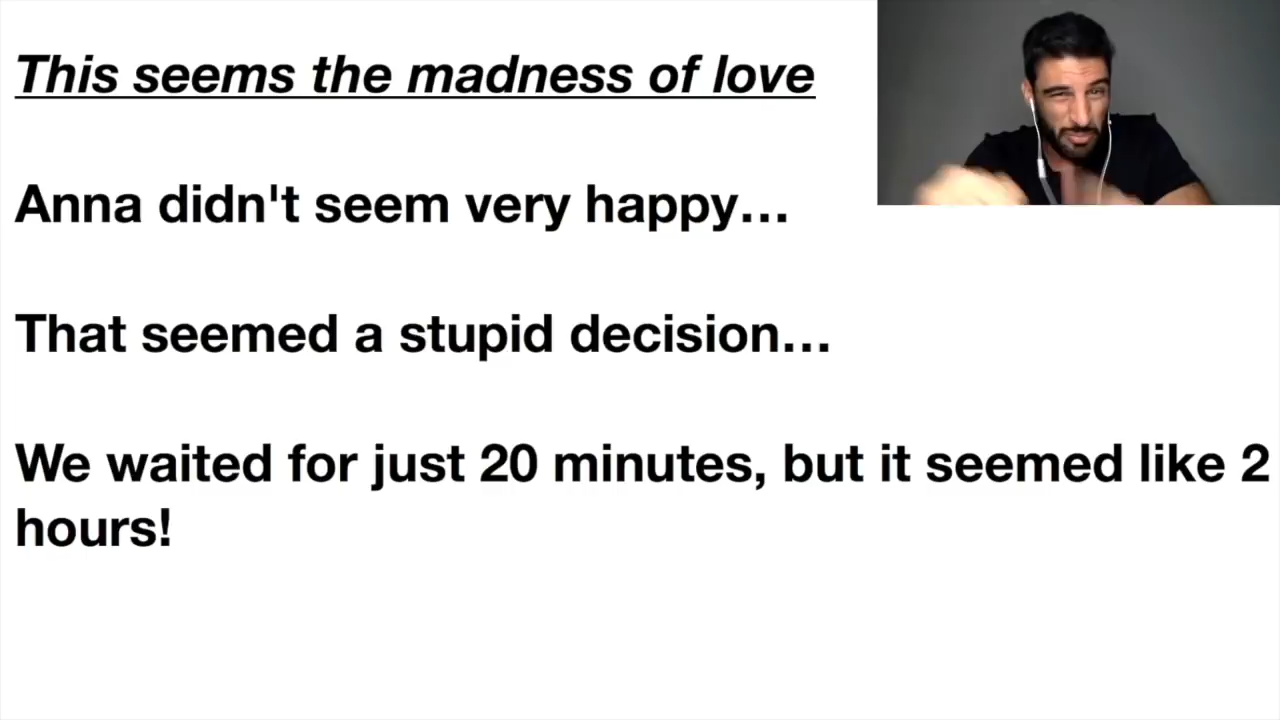 This seems the madness of love
Anna didn't seem very happy…
That seemed a stupid decision…
We waited for just 20 minutes, but it seemed like 2
hours!